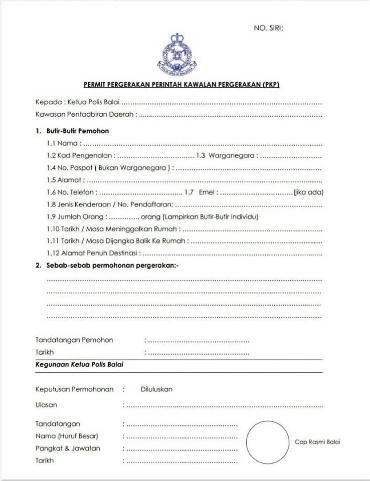 NO. SIRI:
PERMIT PERGERAKAN PERINTAH KAWALAN PERGERAKAN (PKP)
Kepada : Ketua Polis Balai
Kawasan Pentadbiran Daerah :
1. Butir-Butir Pemohon
1.1 Nama :
1.2 Kad Pengenalan : 1.3 Warganegara :
1.4 No. Paspot ( Bukan Warganegara ) :
1.5 Alamat :
1.6 No. Telefon : 1.7 Emel : (jika ada)
1.8 Jenis Kenderaan / No. Pendaftaran:
1.9 Jumlah Orang : orang (Lampirkan Butir-Butir Individu)
1.10 Tarikh / Masa Meninggalkan Rumah :
1.11 Tarikh / Masa Dijangka Balik Ke Rumah :
1.12 Alamat Penuh Destinasi :
2. Sebab-sebab permohonan pergerakan:-
Tandatangan Pemohon :
Tarikh :
Kegunaan Ketua Polis Balai
Keputusan Permohonan : Diluluskan
Ulasan :
Tandatangan :
Nama (Huruf Besar) :
Pangkat & Jawatan :
Cap Rasmi Balai
Tarikh :